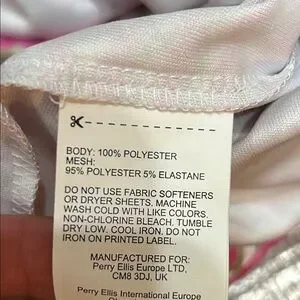 BODY: 100% POLYESTER
MESH:
95% POLYESTER 5% ELASTANE
DO NOT USE FABRIC SOFTENERS
OR DRYER SHEETS, MACHINE
WASH COLD WITH LIKE COLORS,
NON-CHLORINE BLEACH, TUMBLE
DRY LOW. COOL IRON. DO NOT
IRON ON PRINTED LABEL.
MANUFACTURED FOR:
Perry Ellis Europe LTD,
CM8 3DJ, UK
Perry Ellis International Europe